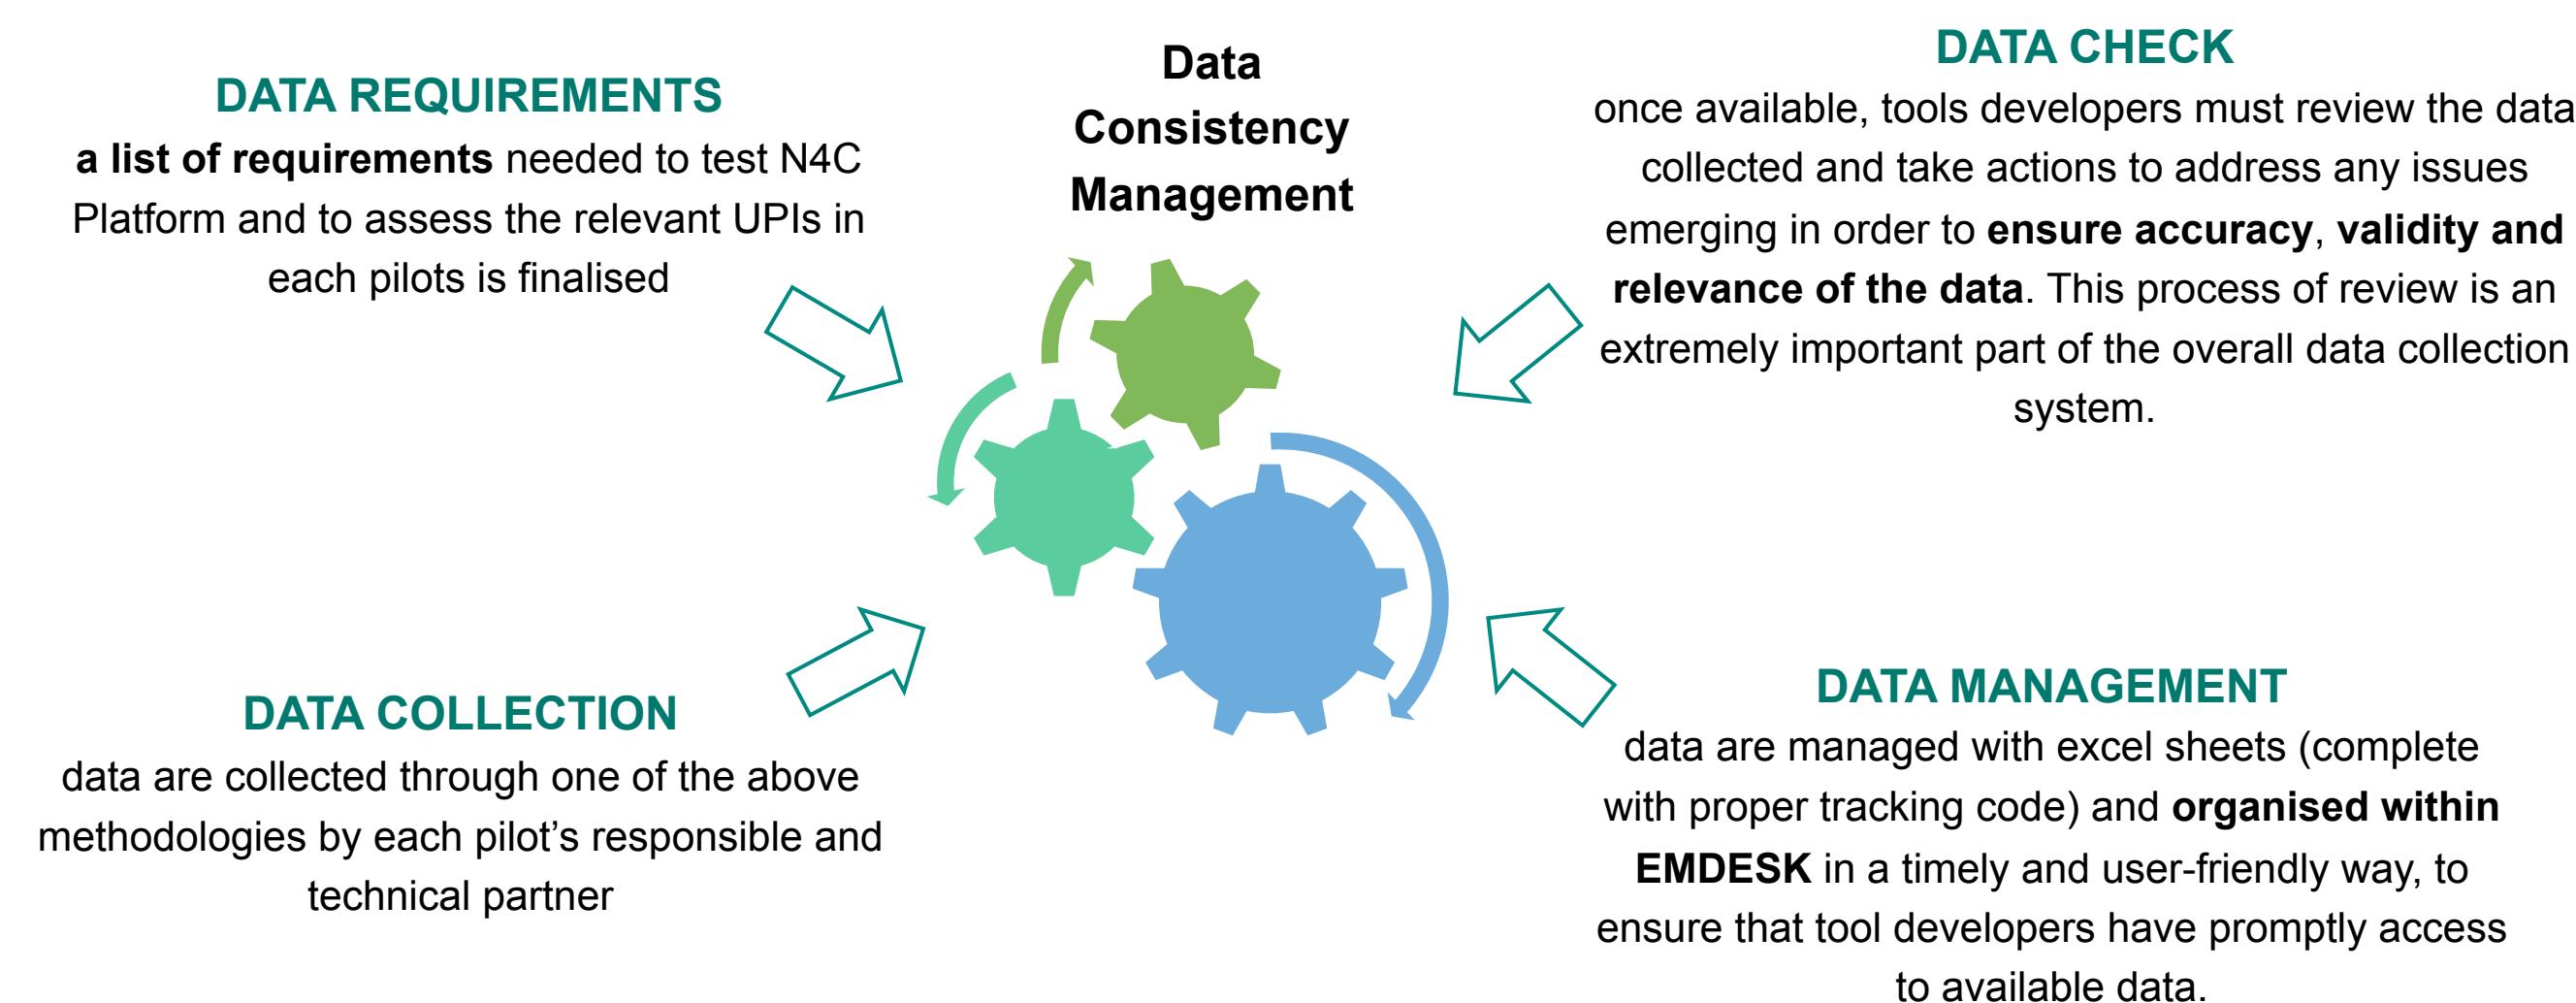 DATA REQUIREMENTS
a list of requirements needed to test N4C
Platform and to assess the relevant UPIs in
each pilots is finalised
Data
Consistency
Management
DATA CHECK
once available, tools developers must review the data
collected and take actions to address any issues
emerging in order to ensure accuracy, validity and
relevance of the data. This process of review is an
extremely important part of the overall data collection
system.
DATA COLLECTION
data are collected through one of the above
methodologies by each pilot’s responsible and
technical partner
DATA MANAGEMENT
data are managed with excel sheets (complete
with proper tracking code) and organised within
EMDESK in a timely and user-friendly way, to
ensure that tool developers have promptly access
to available data.